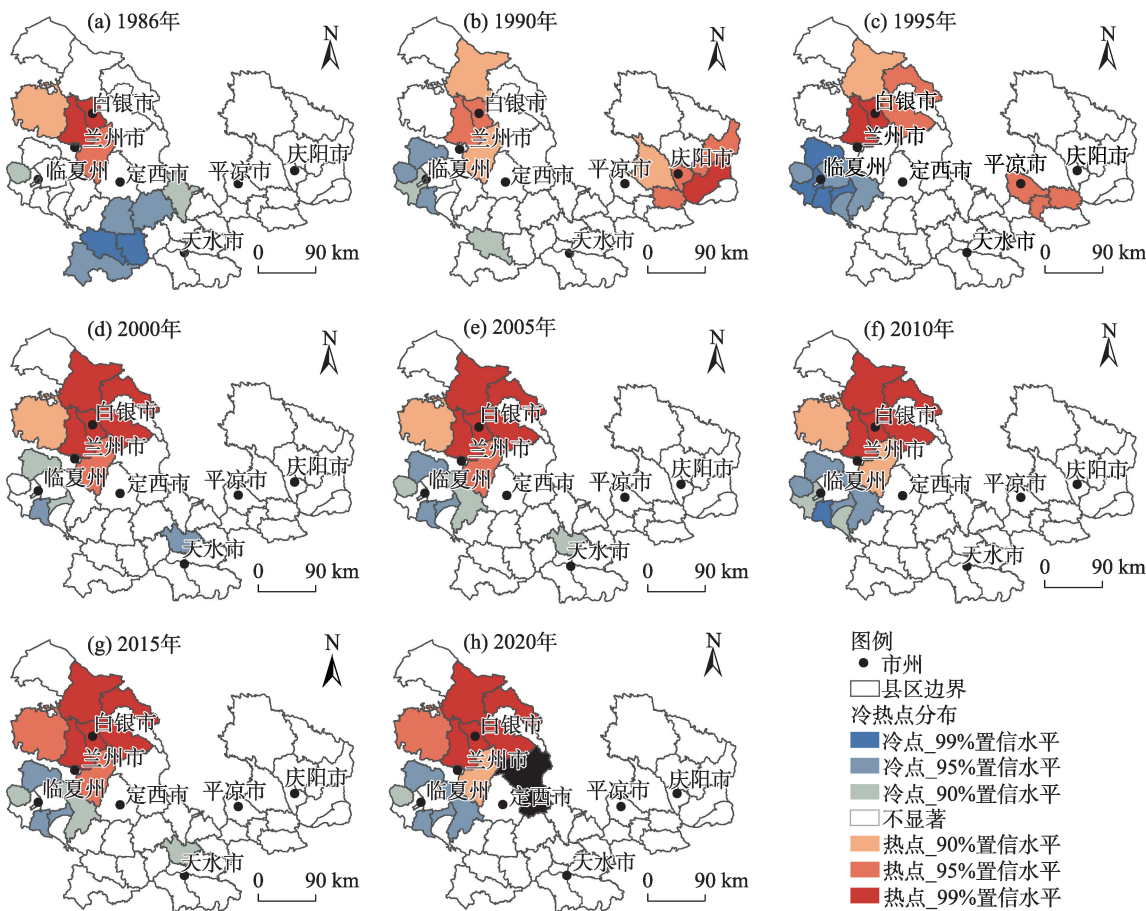 (a) 1986年
N
白银市
兰州市
临夏州
定西市
平凉市
庆阳市
天水市
0 90 km
(b) 1990年
N
白银市
兰州市
临夏州
定西市
平凉市
庆阳市
天水市
0 90 km
(c) 1995年
N
白银市
兰州市
临夏州
定西市
平凉市
庆阳市
天水市
0 90 km
(d) 2000年
N
白银市
兰州市
临夏州
定西市
平凉市
庆阳市
天水市
0 90 km
(e) 2005年
N
白银市
兰州市
临夏州
定西市
平凉市
庆阳市
天水市
0 90 km
(f) 2010年
N
白银市
兰州市
临夏州
定西市
平凉市
庆阳市
天水市
0 90 km
(g) 2015年
N
白银市
兰州市
临夏州
定西市
平凉市
庆阳市
天水市
0 90 km
(h) 2020年
N
白银市
兰州市
临夏州
定西市
平凉市
庆阳市
天水市
0 90 km
图例
市州
县区边界
冷热点分布
冷点_99%置信水平
冷点_95%置信水平
冷点_90%置信水平
不显著
热点_90%置信水平
热点_95%置信水平
热点_99%置信水平